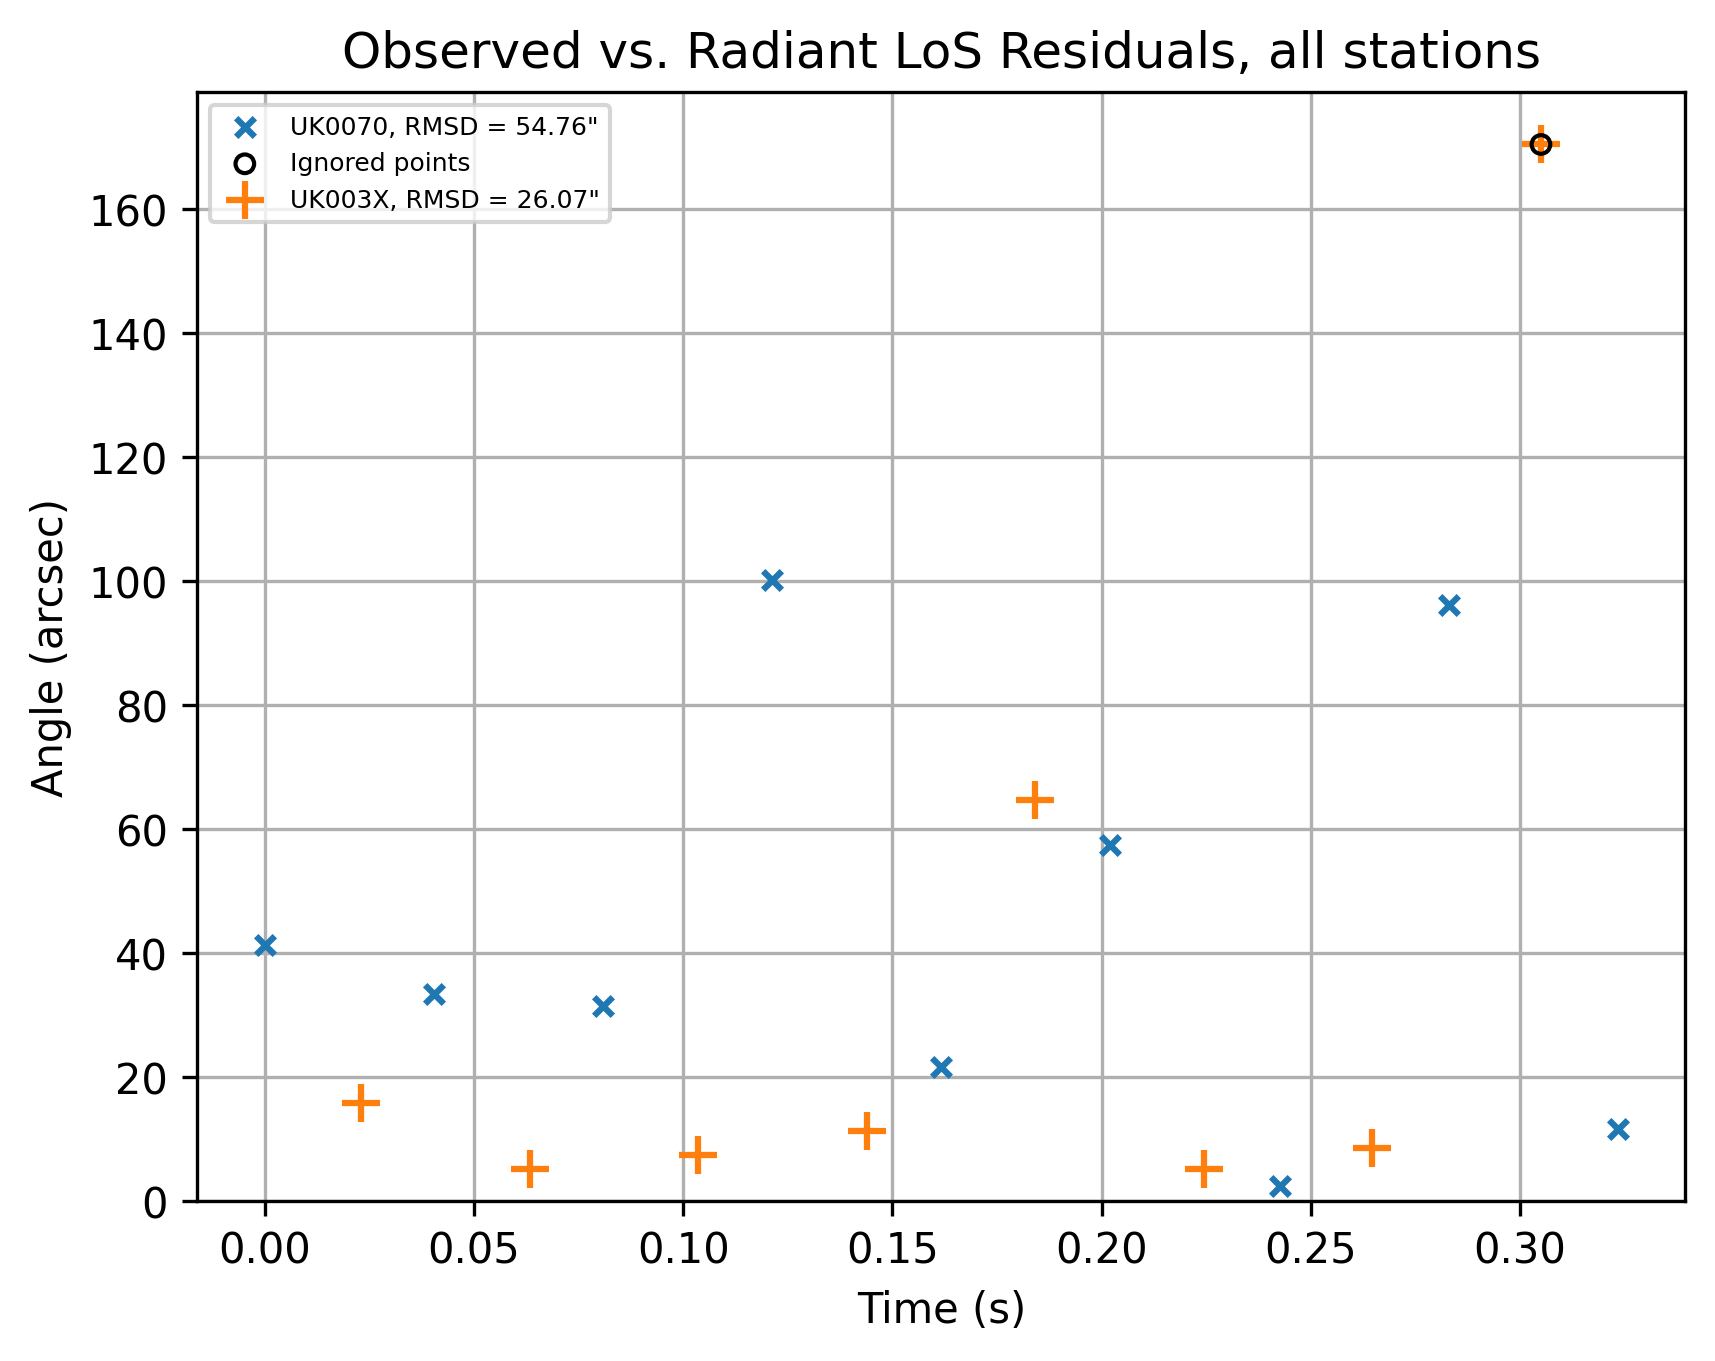 Observed vs. Radiant LoS Residuals, all stations
UK0070, RMSD = 54.76"
Ignored points
UK003X, RMSD = 26.07"
160
140
120
100
80
60
40
20
0
Angle (arcsec)
0.00 0.05 0.10 0.15 0.20 0.25 0.30
Time (s)